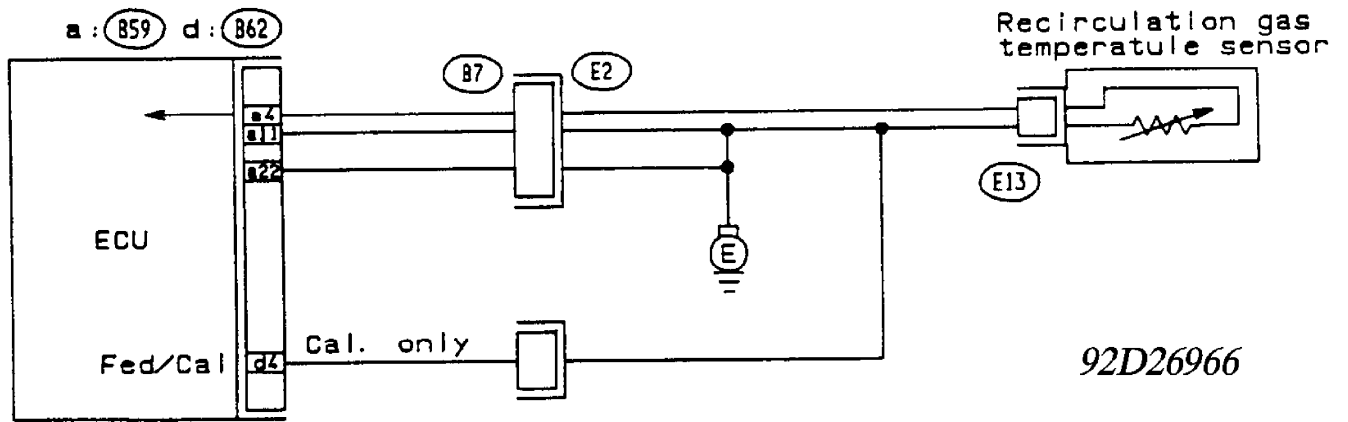 a : B59 d : B62
Recirculation gas
temperatule sensor
B7
E2
a4
a11
a22
E13
ECU
E
Cal. only
Fed/Cal
d4
92D26966